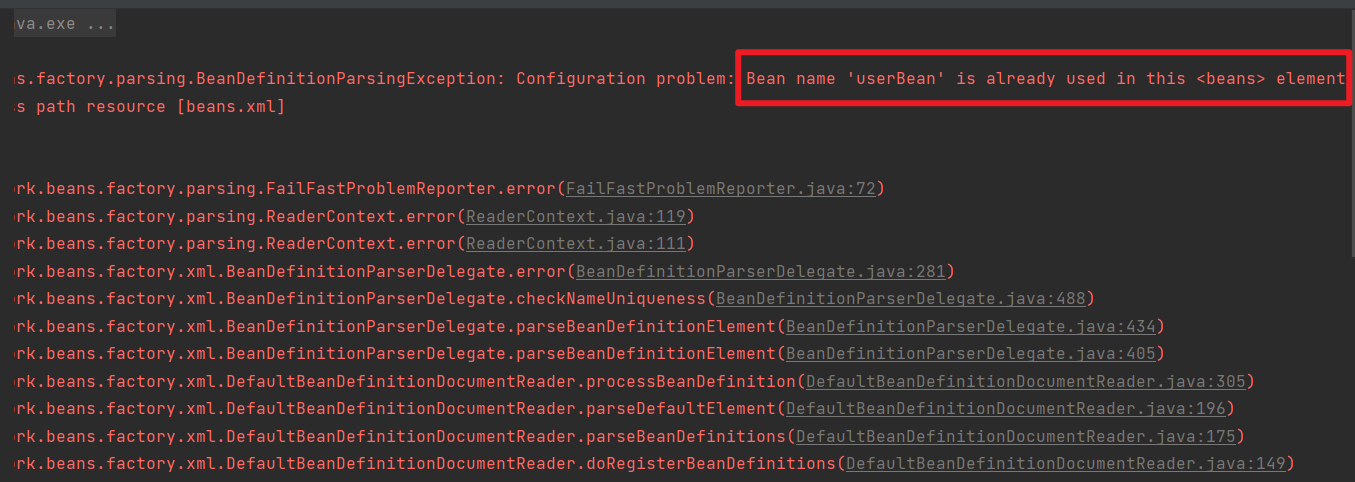 va.exe ...
s.factory.parsing.BeanDefinitionParsingException: Configuration problem: Bean name 'userBean' is already used in this <beans> element
s path resource [beans.xml]
rk.beans.factory.parsing.FailFastProblemReporter.error(FailFastProblemReporter.java:72)
rk.beans.factory.parsing.ReaderContext.error(ReaderContext.java:119)
rk.beans.factory.parsing.ReaderContext.error(ReaderContext.java:111)
rk.beans.factory.xml.BeanDefinitionParserDelegate.error(BeanDefinitionParserDelegate.java:281)
rk.beans.factory.xml.BeanDefinitionParserDelegate.checkNameUniqueness(BeanDefinitionParserDelegate.java:488)
rk.beans.factory.xml.BeanDefinitionParserDelegate.parseBeanDefinitionElement(BeanDefinitionParserDelegate.java:434)
rk.beans.factory.xml.BeanDefinitionParserDelegate.parseBeanDefinitionElement(BeanDefinitionParserDelegate.java:405)
rk.beans.factory.xml.DefaultBeanDefinitionDocumentReader.processBeanDefinition(DefaultBeanDefinitionDocumentReader.java:305)
rk.beans.factory.xml.DefaultBeanDefinitionDocumentReader.parseDefaultElement(DefaultBeanDefinitionDocumentReader.java:196)
rk.beans.factory.xml.DefaultBeanDefinitionDocumentReader.parseBeanDefinitions(DefaultBeanDefinitionDocumentReader.java:175)
rk.beans.factory.xml.DefaultBeanDefinitionDocumentReader.doRegisterBeanDefinitions(DefaultBeanDefinitionDocumentReader.java:149)